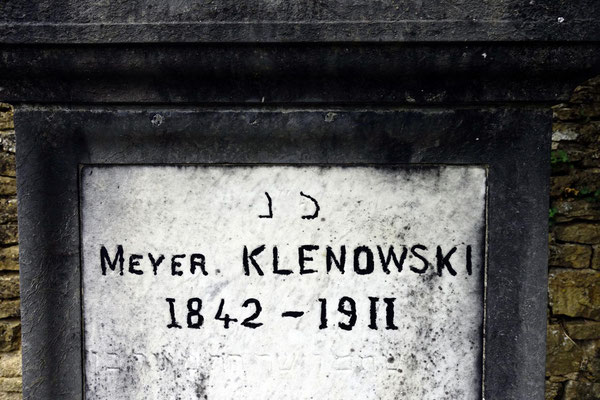 כ נ
MEYER KLENOWSKI
1842 - 1911